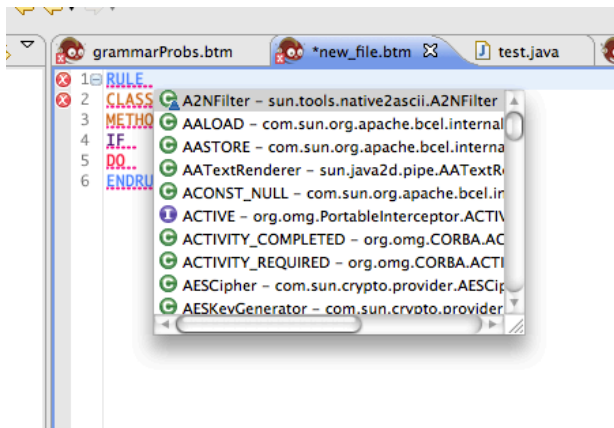 grammarProbs.btm
*new_file.btm
test.java
1 RULE
2 CLASS
3 METHO
4 IF
5 DO
6 ENDRU
A2NFilter – sun.tools.native2ascii.A2NFilter
AALOAD – com.sun.org.apache.bcel.internal
AASTORE – com.sun.org.apache.bcel.interna
AATextRenderer – sun.java2d.pipe.AATextR
ACONST_NULL – com.sun.org.apache.bcel.in
ACTIVE – org.omg.PortableInterceptor.ACTIV
ACTIVITY_COMPLETED – org.omg.CORBA.AC
ACTIVITY_REQUIRED – org.omg.CORBA.ACTI
AESCipher – com.sun.crypto.provider.AESCip
AESKeyGenerator – com.sun.crypto.provider